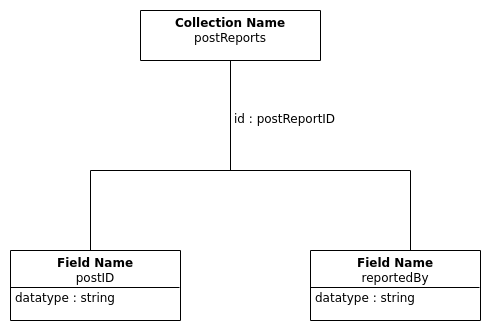 Collection Name
postReports
id : postReportID
Field Name
postID
datatype : string
Field Name
reportedBy
datatype : string